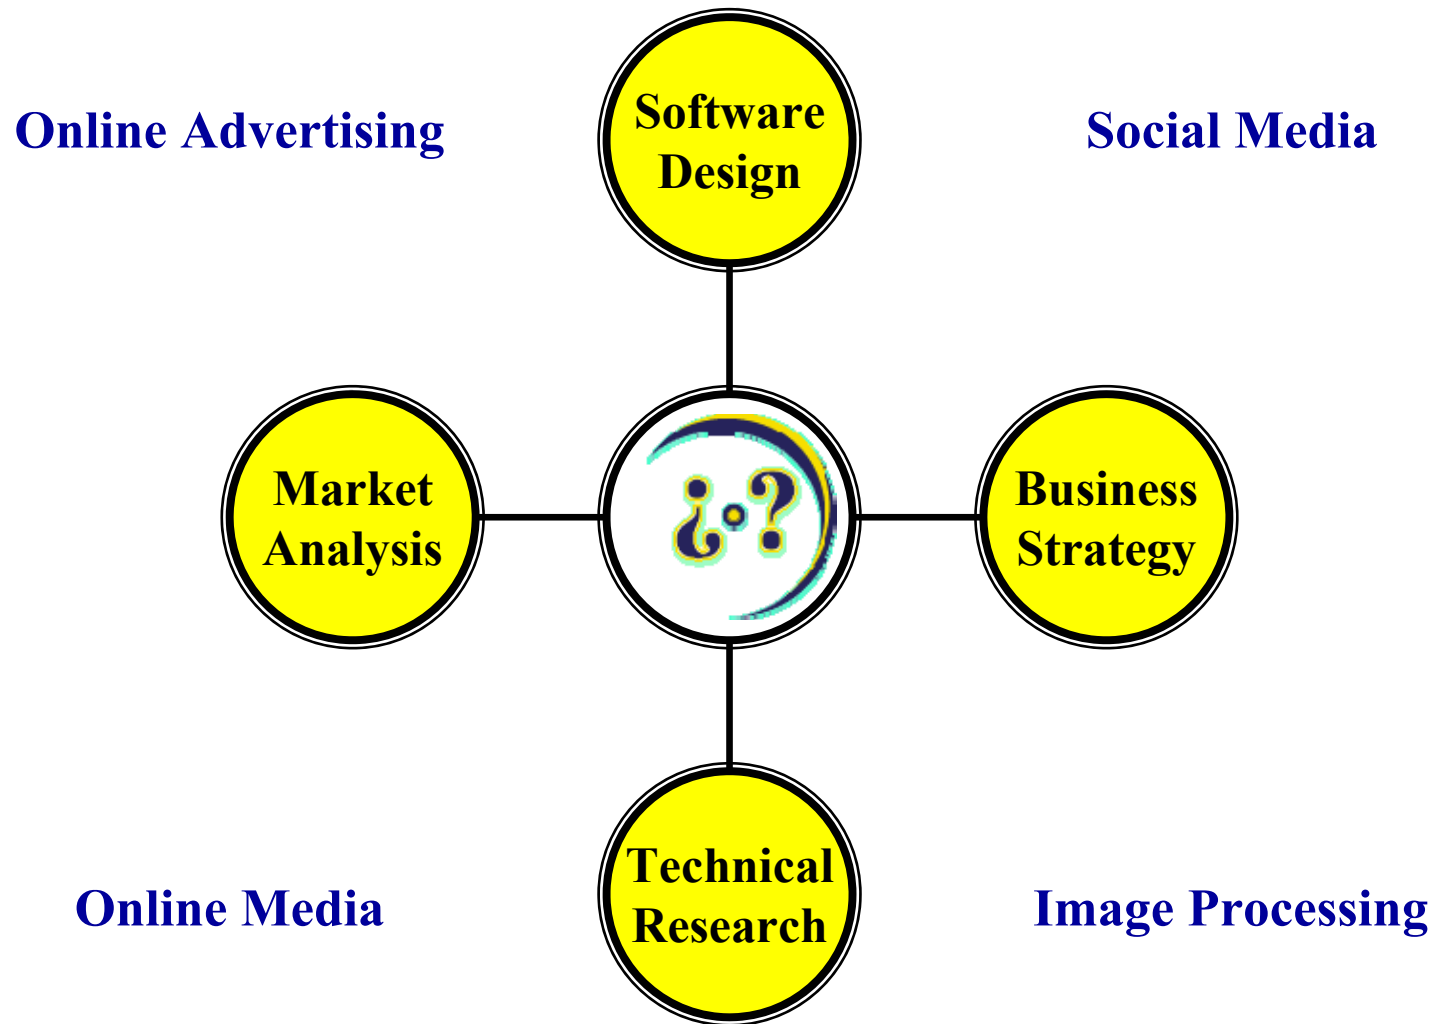 Software
Design
Online Advertising
Social Media
Market
Analysis
¿·?
Business
Strategy
Technical
Research
Online Media
Image Processing